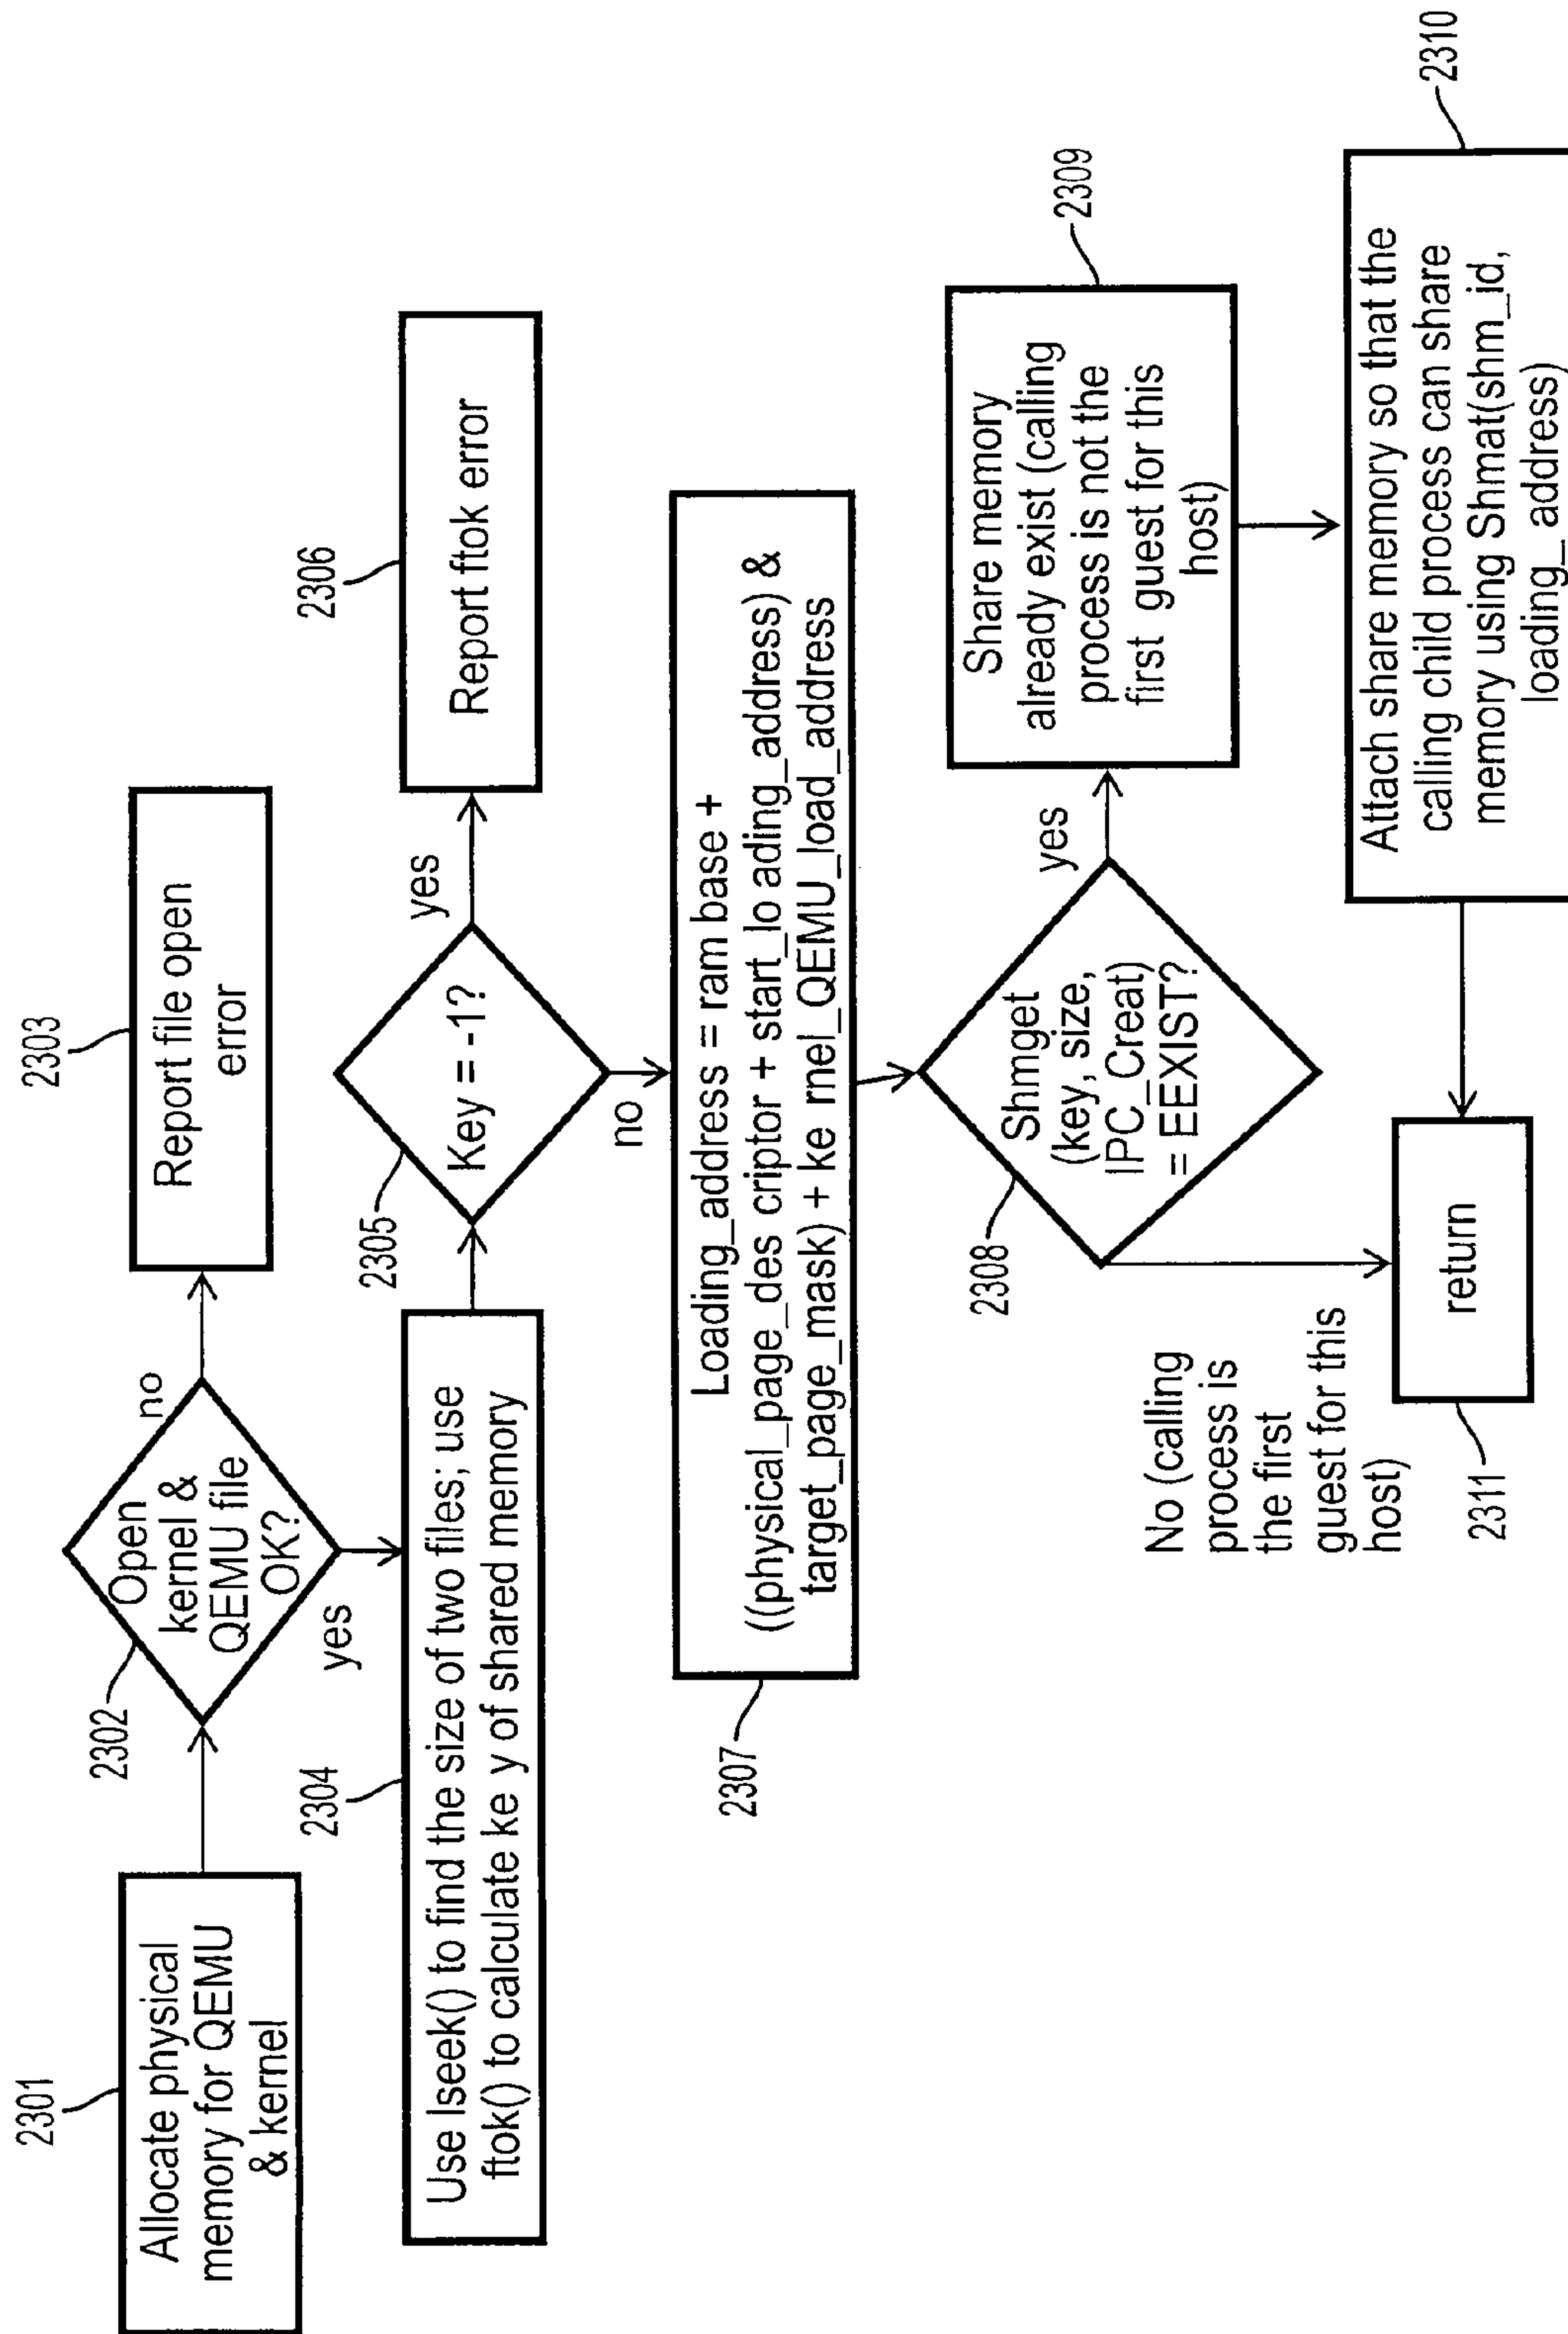 2301
Allocate physical
memory for QEMU
& kernel
2302
Open
kernel &
QEMU file
OK?
no
yes
2303
Report file open
error
2304
Use lseek() to find the size of two files; use
ftok() to calculate ke y of shared memory
2305
Key = -1?
yes
no
2306
Report ftok error
2307
Loading_address = ram base +
((physical_page_des criptor + start_lo ading_address) &
target_page_mask) + ke rnel_QEMU_load_address
2308
Shmget
(key, size,
IPC_Creat)
= EEXIST?
yes
No (calling
process is
the first
guest for this
host)
2309
Share memory
already exist (calling
process is not the
first guest for this
host)
2310
Attach share memory so that the
calling child process can share
memory using Shmat(shm_id,
loading_ address)
return
2311